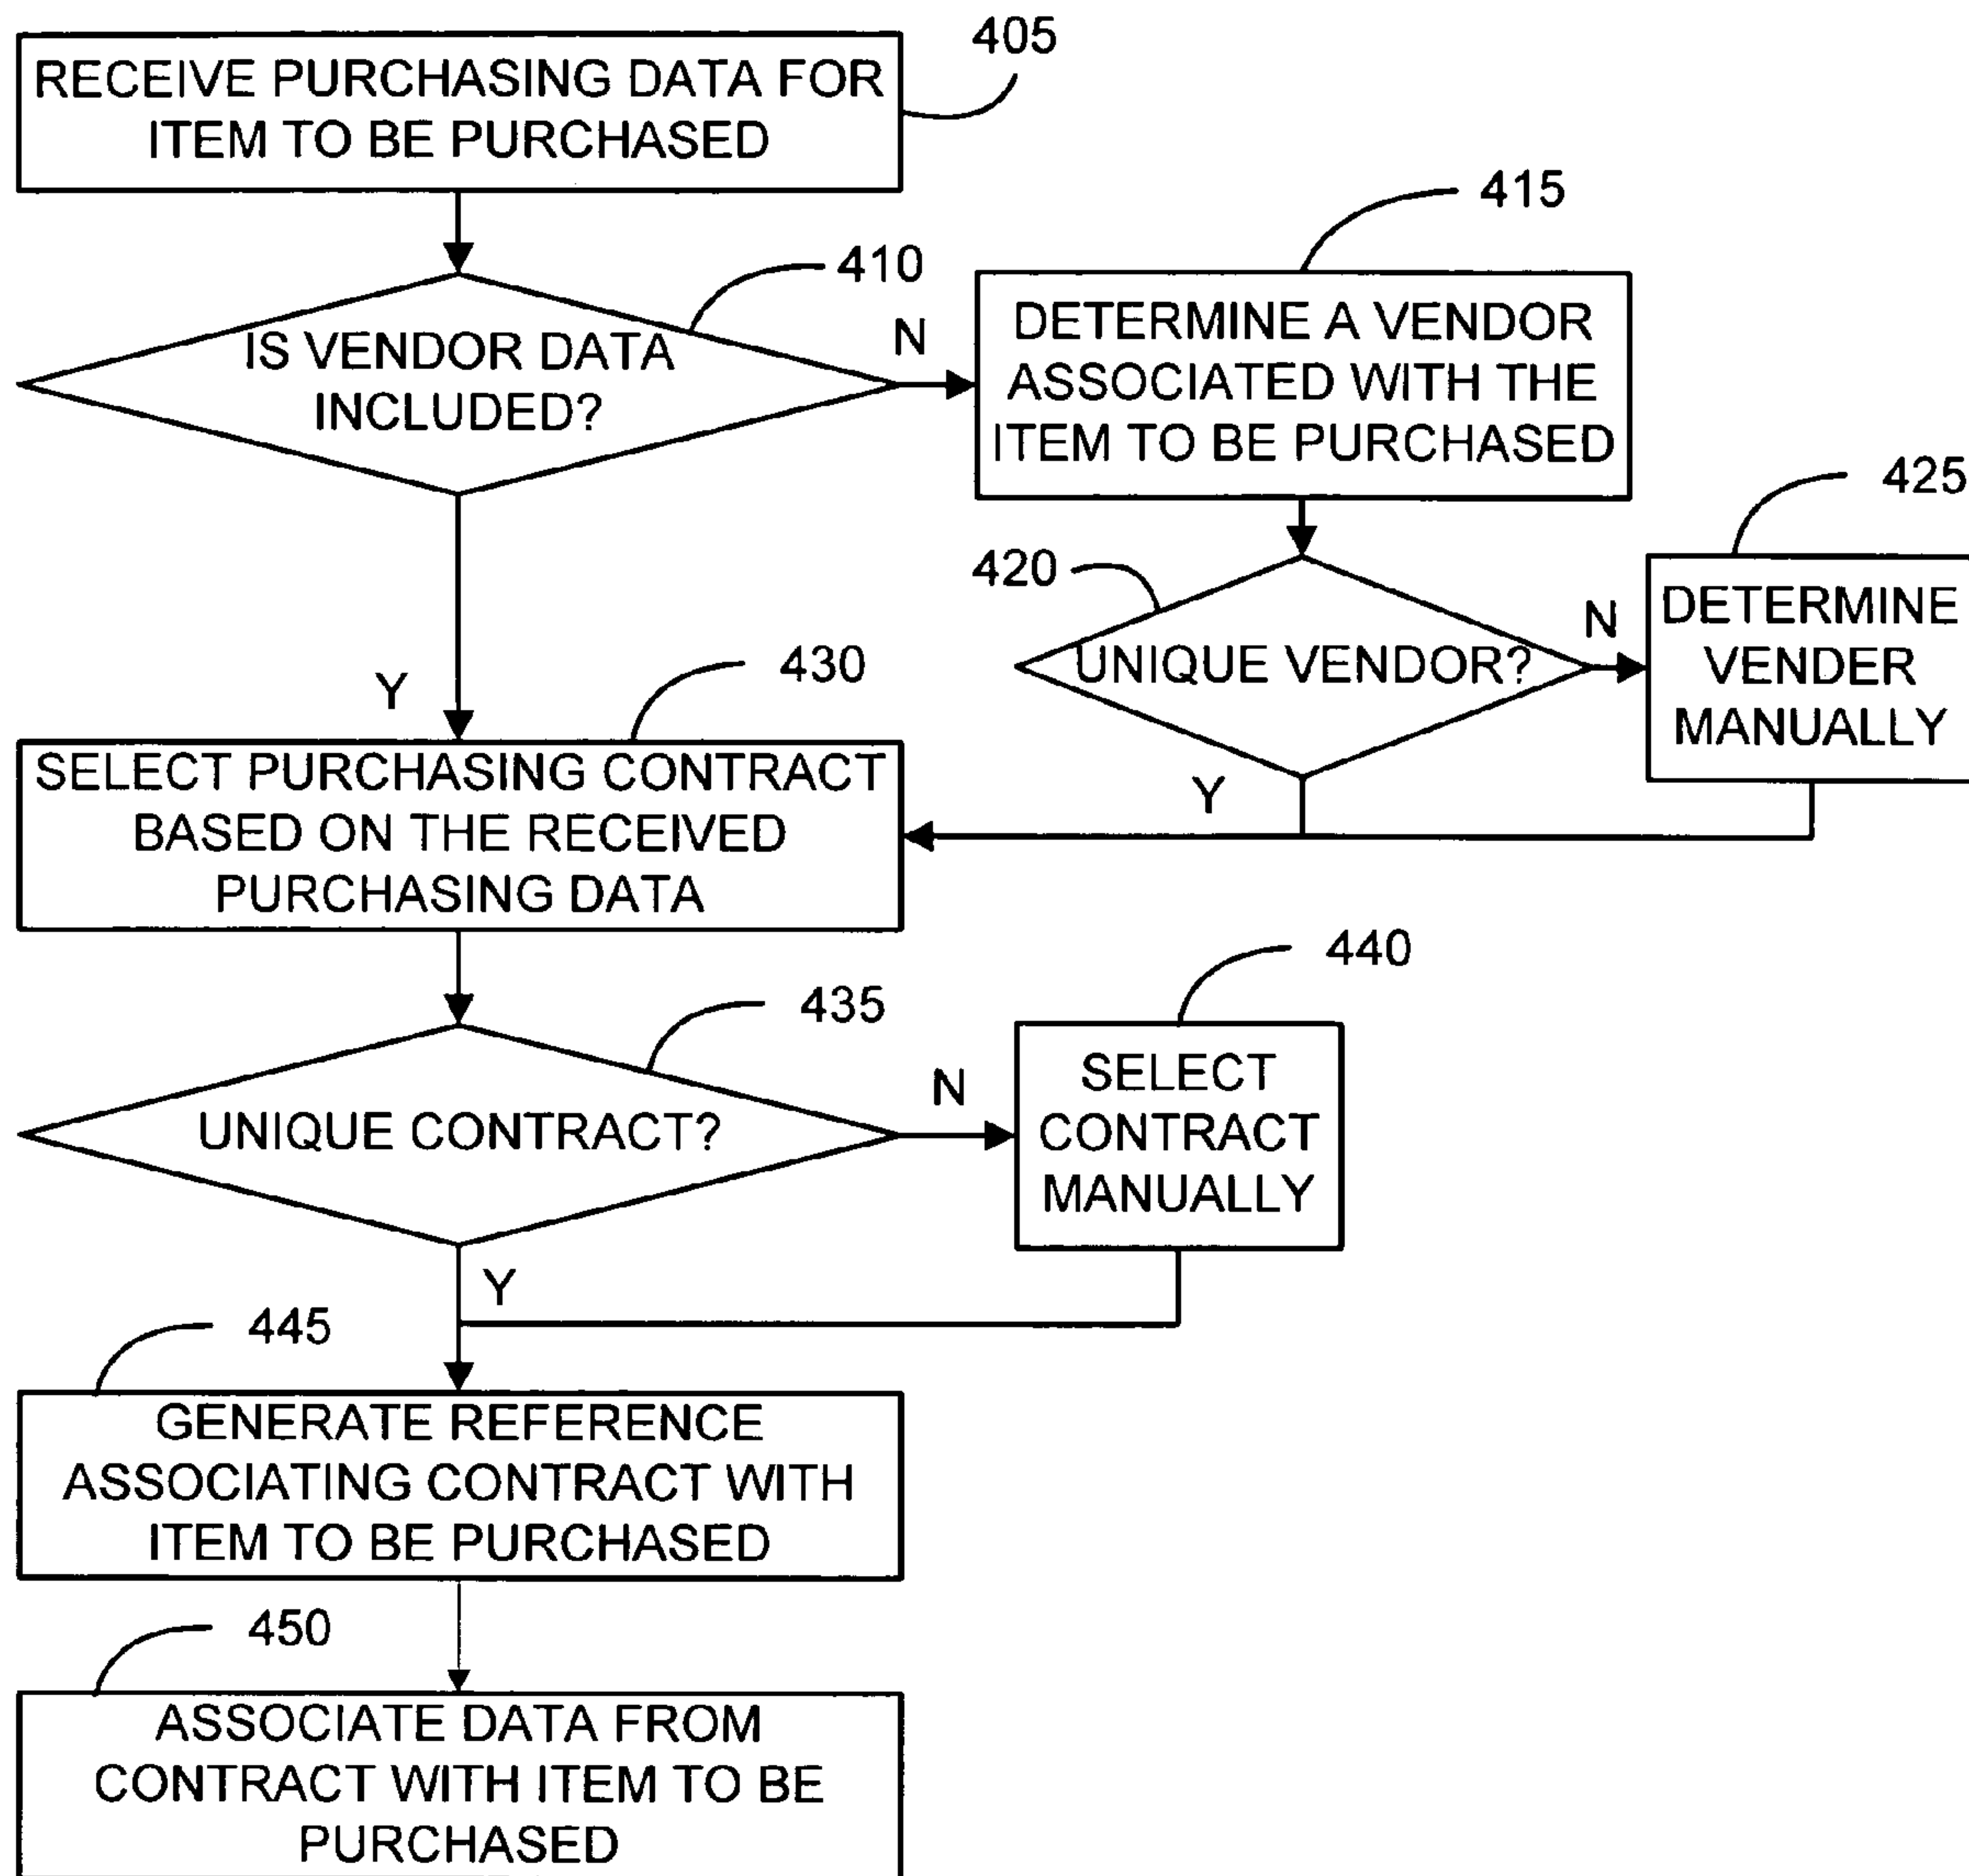 405
RECEIVE PURCHASING DATA FOR
ITEM TO BE PURCHASED
415
410
IS VENDOR DATA
INCLUDED?
N
DETERMINE A VENDOR
ASSOCIATED WITH THE
ITEM TO BE PURCHASED
425
420
UNIQUE VENDOR?
N
DETERMINE
VENDER
MANUALLY
Y
430
Y
SELECT PURCHASING CONTRACT
BASED ON THE RECEIVED
PURCHASING DATA
440
435
UNIQUE CONTRACT?
N
SELECT
CONTRACT
MANUALLY
Y
445
GENERATE REFERENCE
ASSOCIATING CONTRACT WITH
ITEM TO BE PURCHASED
450
ASSOCIATE DATA FROM
CONTRACT WITH ITEM TO BE
PURCHASED